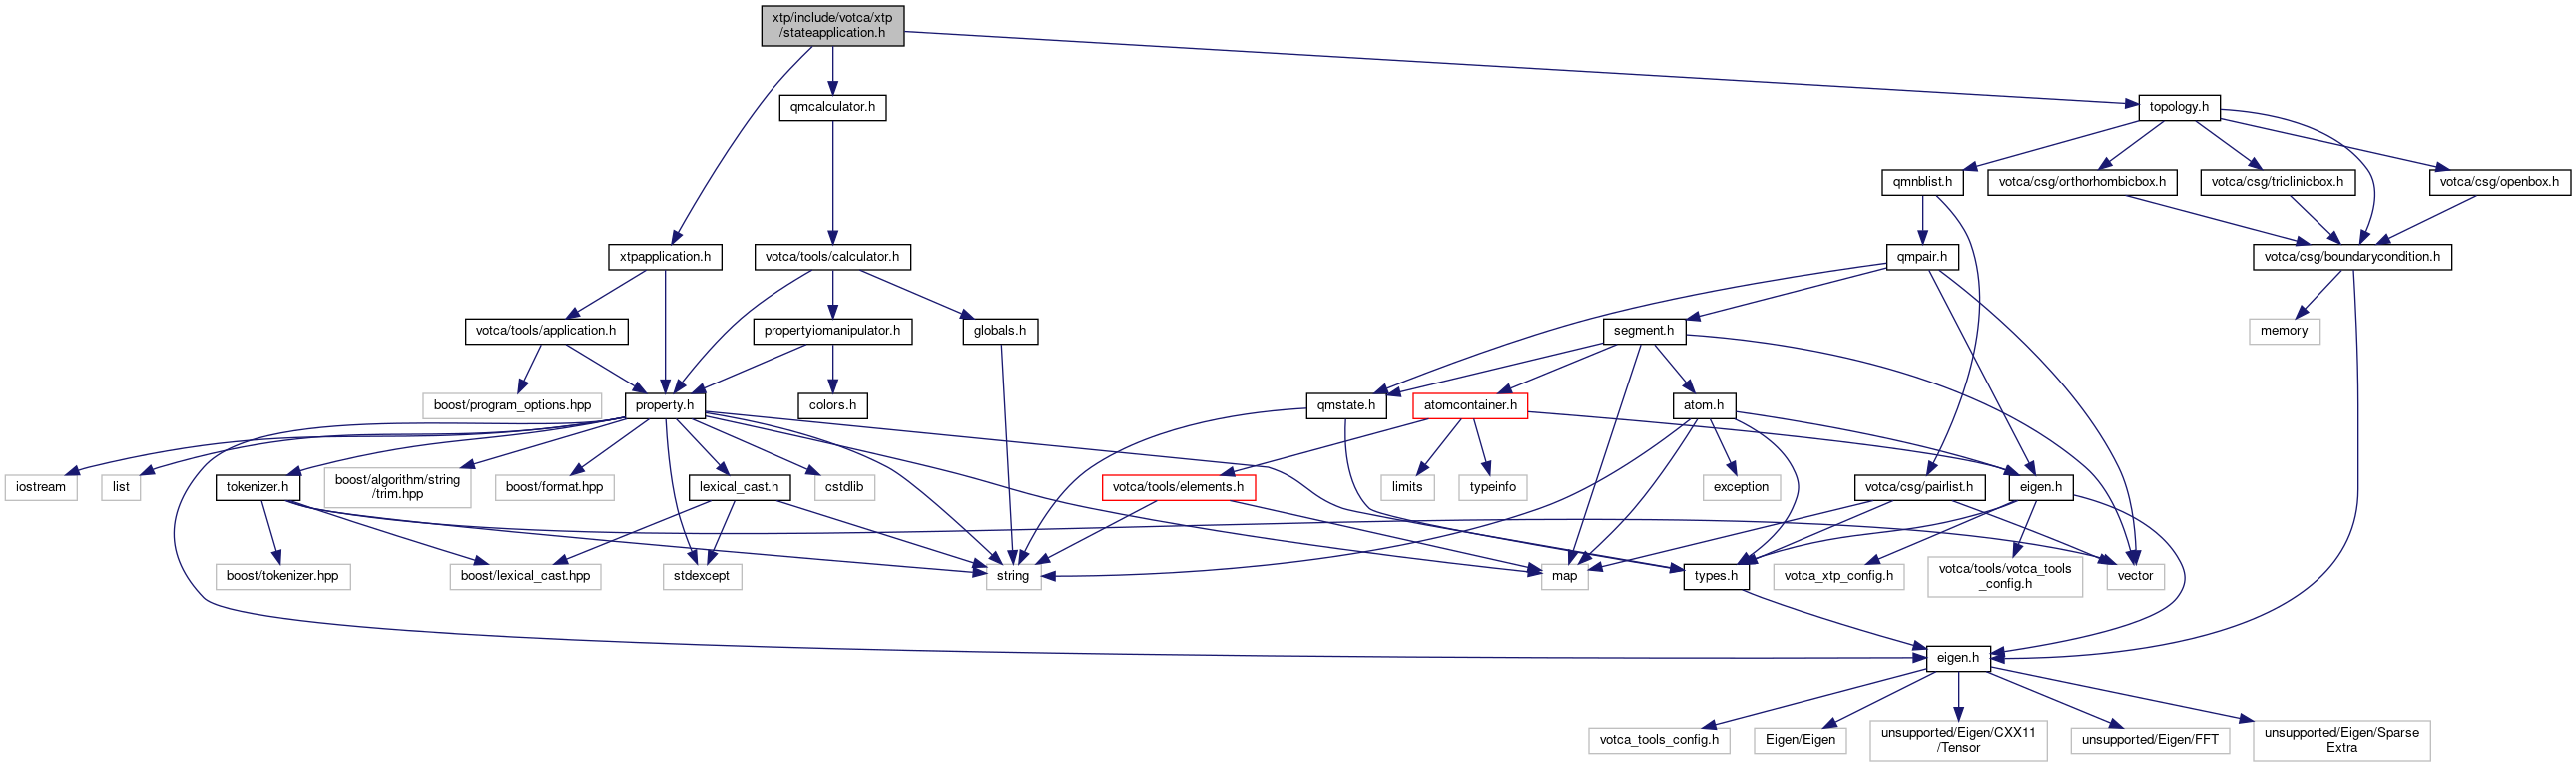 xtp/include/votca/xtp
/stateapplication.h
qmcalculator.h
topology.h
qmnblist.h
votca/csg/orthorhombicbox.h
votca/csg/triclinicbox.h
votca/csg/openbox.h
xtpapplication.h
votca/tools/calculator.h
qmpair.h
votca/csg/boundarycondition.h
votca/tools/application.h
propertyiomanipulator.h
globals.h
segment.h
memory
boost/program_options.hpp
property.h
colors.h
qmstate.h
atomcontainer.h
atom.h
iostream
list
tokenizer.h
boost/algorithm/string
/trim.hpp
boost/format.hpp
lexical_cast.h
cstdlib
votca/tools/elements.h
limits
typeinfo
exception
votca/csg/pairlist.h
eigen.h
boost/tokenizer.hpp
boost/lexical_cast.hpp
stdexcept
string
map
types.h
votca_xtp_config.h
votca/tools/votca_tools
_config.h
vector
eigen.h
votca_tools_config.h
Eigen/Eigen
unsupported/Eigen/CXX11
/Tensor
unsupported/Eigen/FFT
unsupported/Eigen/Sparse
Extra